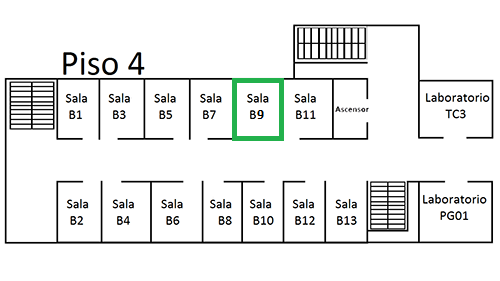 Piso 4
Sala
B1
Sala
B3
Sala
B5
Sala
B7
Sala
B9
Sala
B11
Ascensor
Laboratorio
TC3
Sala
B2
Sala
B4
Sala
B6
Sala
B8
Sala
B10
Sala
B12
Sala
B13
Laboratorio
PG01